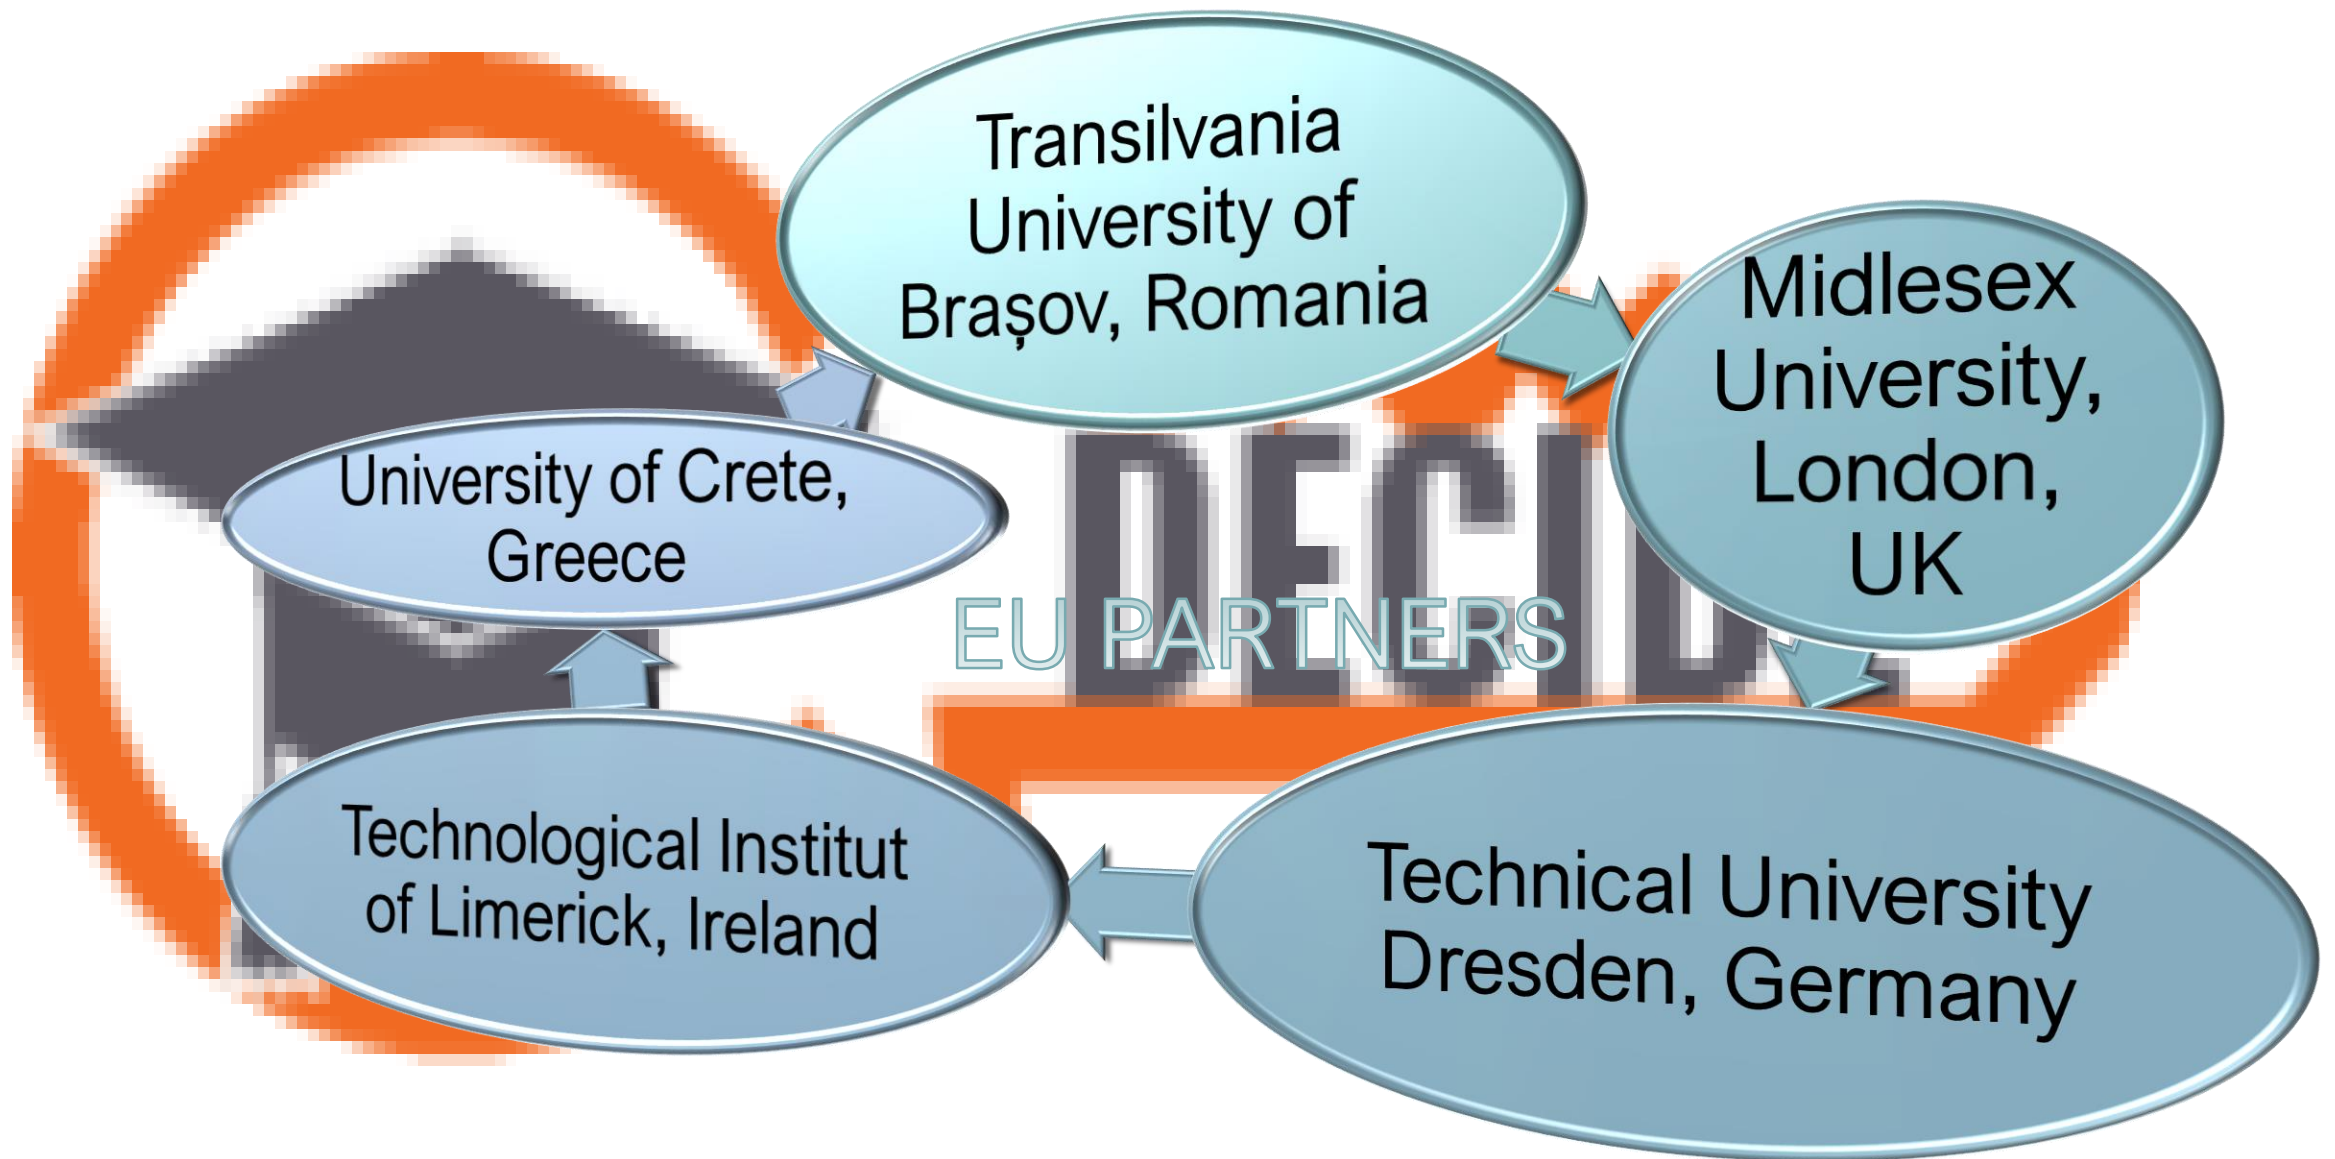 Transilvania
University of
Brașov, Romania
Midlesex
University,
London,
UK
Technical University
Dresden, Germany
Technological Institut
of Limerick, Ireland
University of Crete,
Greece
EU PARTNERS